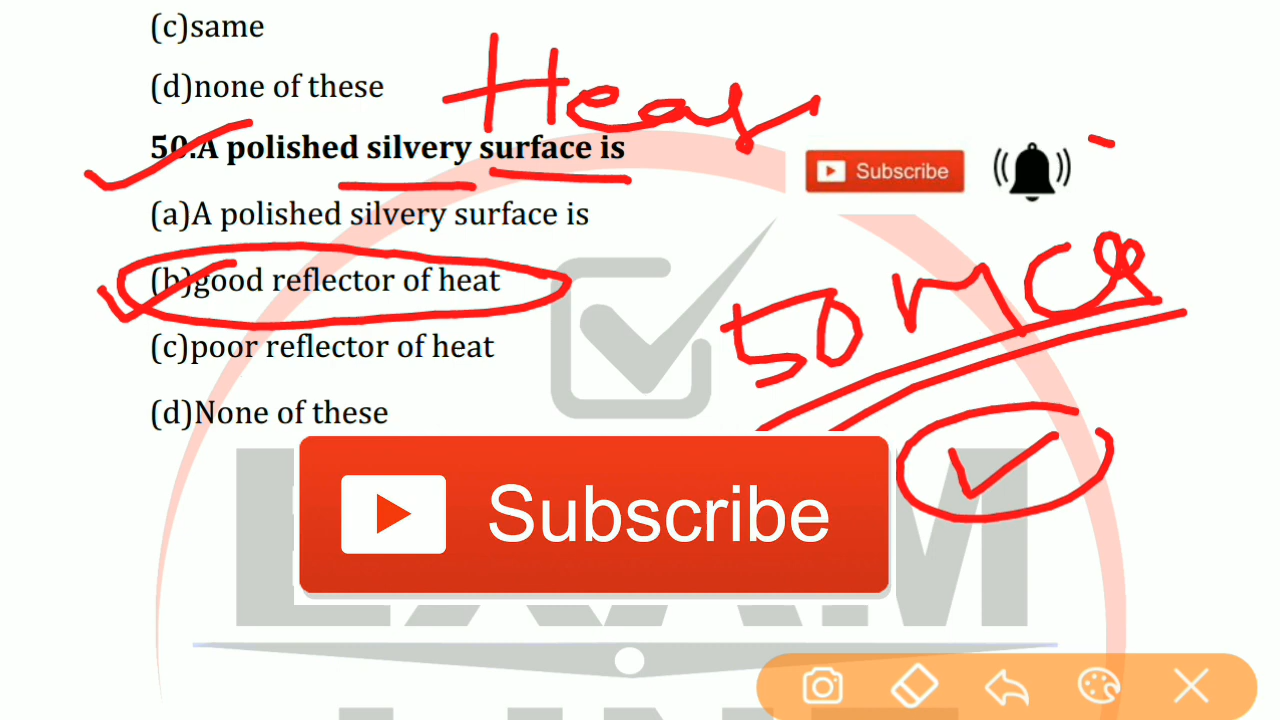 (c)same
(d)none of these
Heat
50.A polished silvery surface is
Subscribe
(a)A polished silvery surface is
(b)good reflector of heat
50 mcq
(c)poor reflector of heat
(d)None of these
Subscribe
EXAM